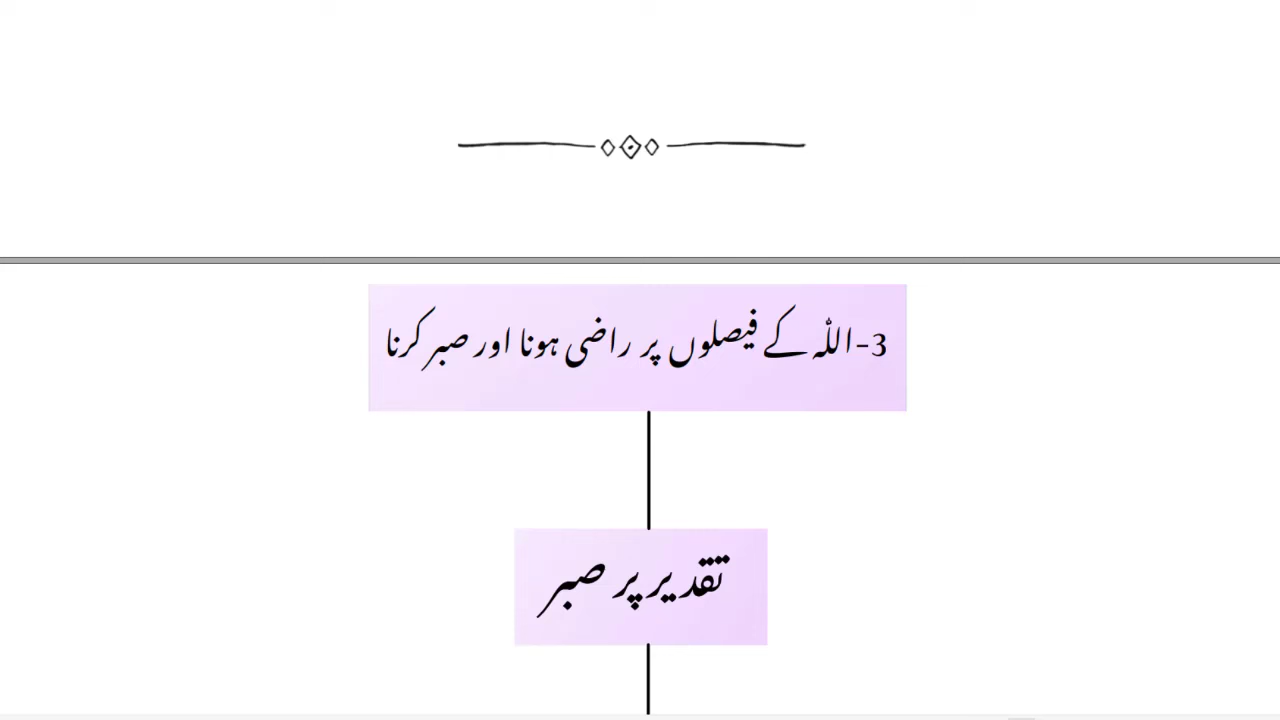 3-اللہ کے فیصلوں پر راضی ہونا اور صبر کرنا
تقدیر پر صبر